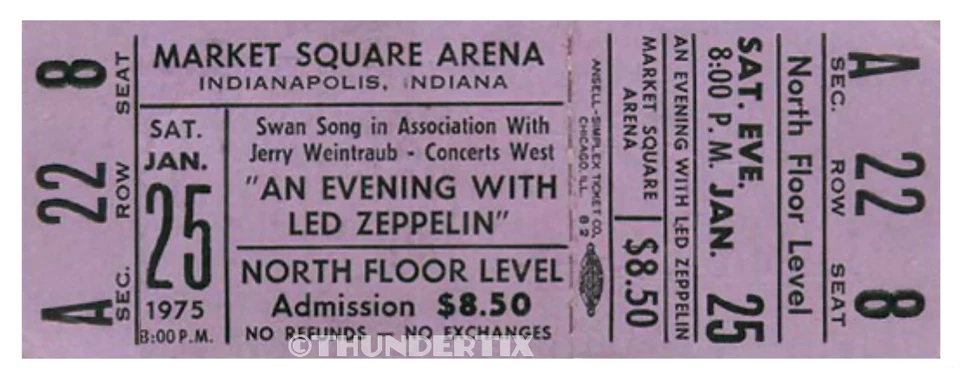 8 SEAT
22 ROW
A SEC.
MARKET SQUARE ARENA
INDIANAPOLIS, INDIANA
SAT.
JAN.
25
1975
8:00 P.M.
Swan Song in Association With
Jerry Weintraub - Concerts West
"AN EVENING WITH
LED ZEPPELIN"
NORTH FLOOR LEVEL
Admission $8.50
NO REFUNDS — NO EXCHANGES
©THUNDERTIX
ANSELL-SIMPLEX TICKET CO.
CHICAGO, ILL. 82
MARKET SQUARE
ARENA
$8.50
AN EVENING WITH LED ZEPPELIN
8:00 P.M.
SAT. EVE.
JAN. 25
North Floor Level
SEC. A
ROW 22
SEAT 8